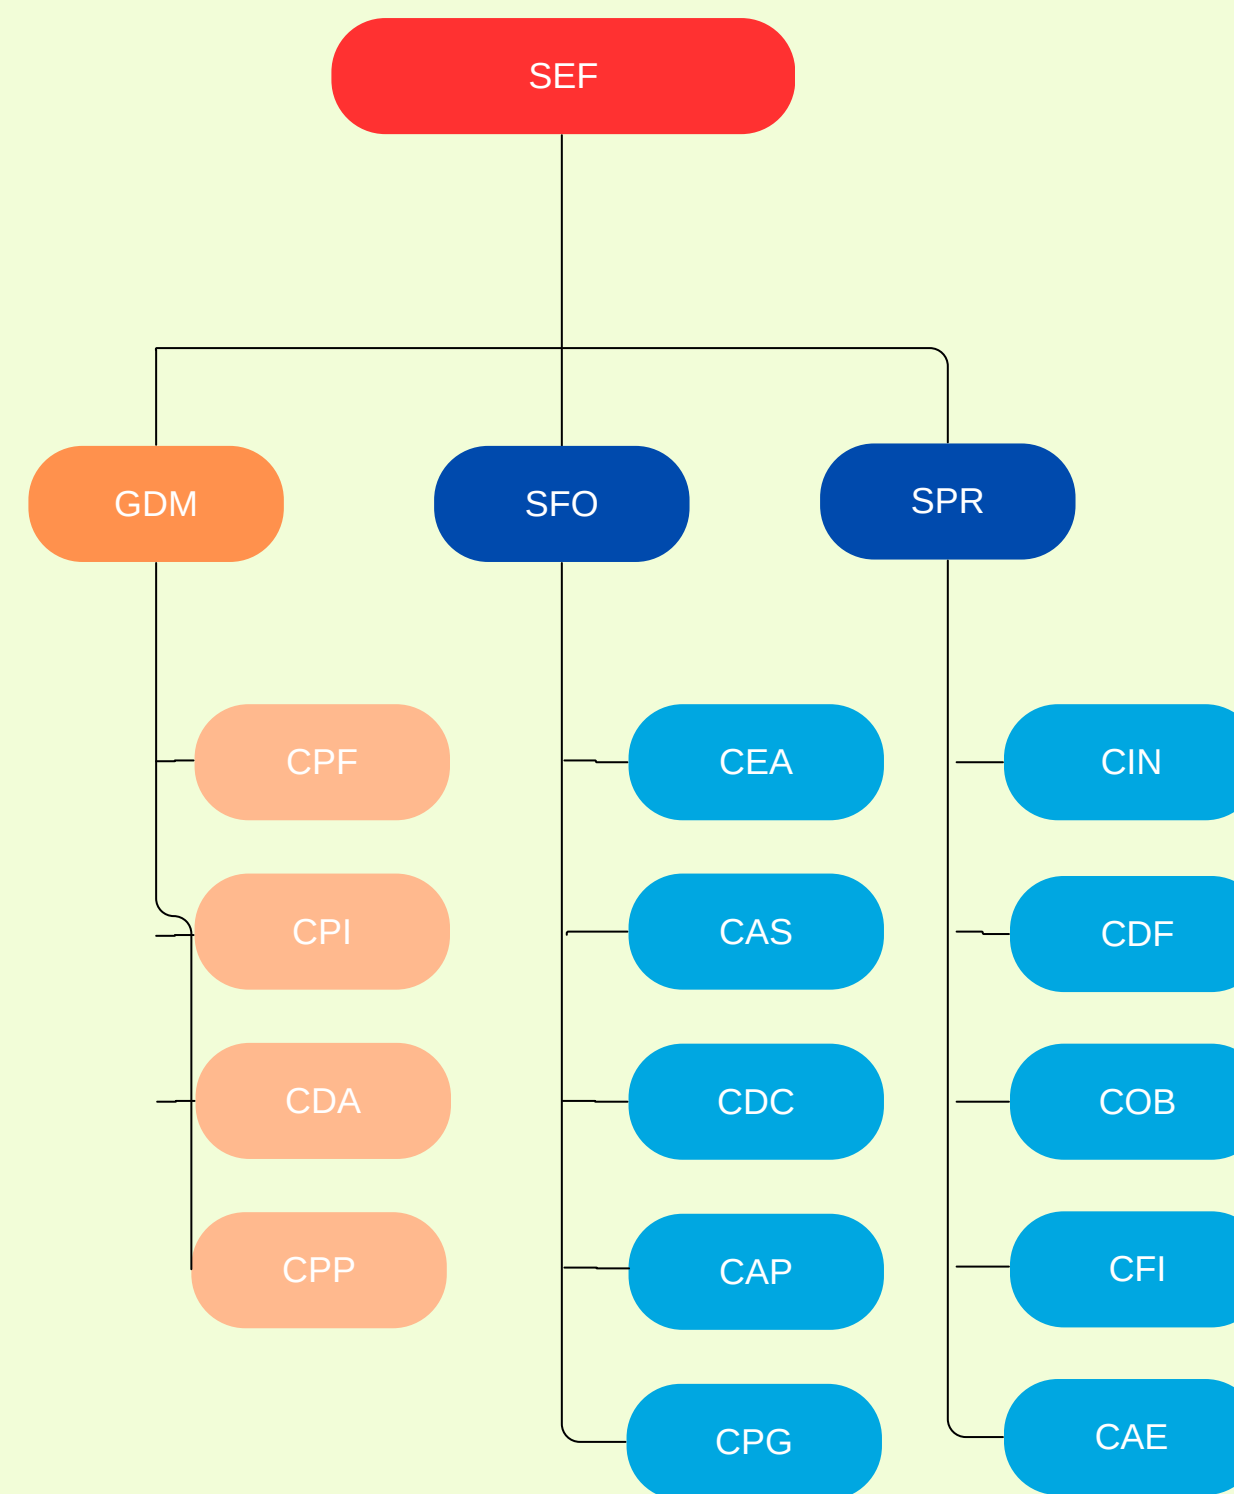 SEF
GDM
SFO
SPR
CPF
CEA
CIN
CPI
CAS
CDF
CDA
CDC
COB
CPP
CAP
CFI
CPG
CAE